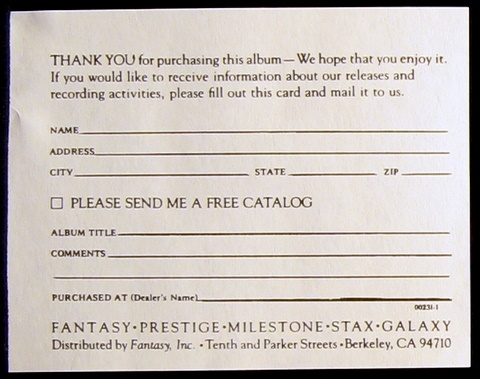 THANK YOU for purchasing this album—We hope that you enjoy it.
If you would like to receive information about our releases and
recording activities, please fill out this card and mail it to us.
NAME
ADDRESS
CITY STATE ZIP
☐ PLEASE SEND ME A FREE CATALOG
ALBUM TITLE
COMMENTS
PURCHASED AT (Dealer's Name)
00231-1
FANTASY•PRESTIGE•MILESTONE•STAX•GALAXY
Distributed by Fantasy, Inc. •Tenth and Parker Streets•Berkeley, CA 94710